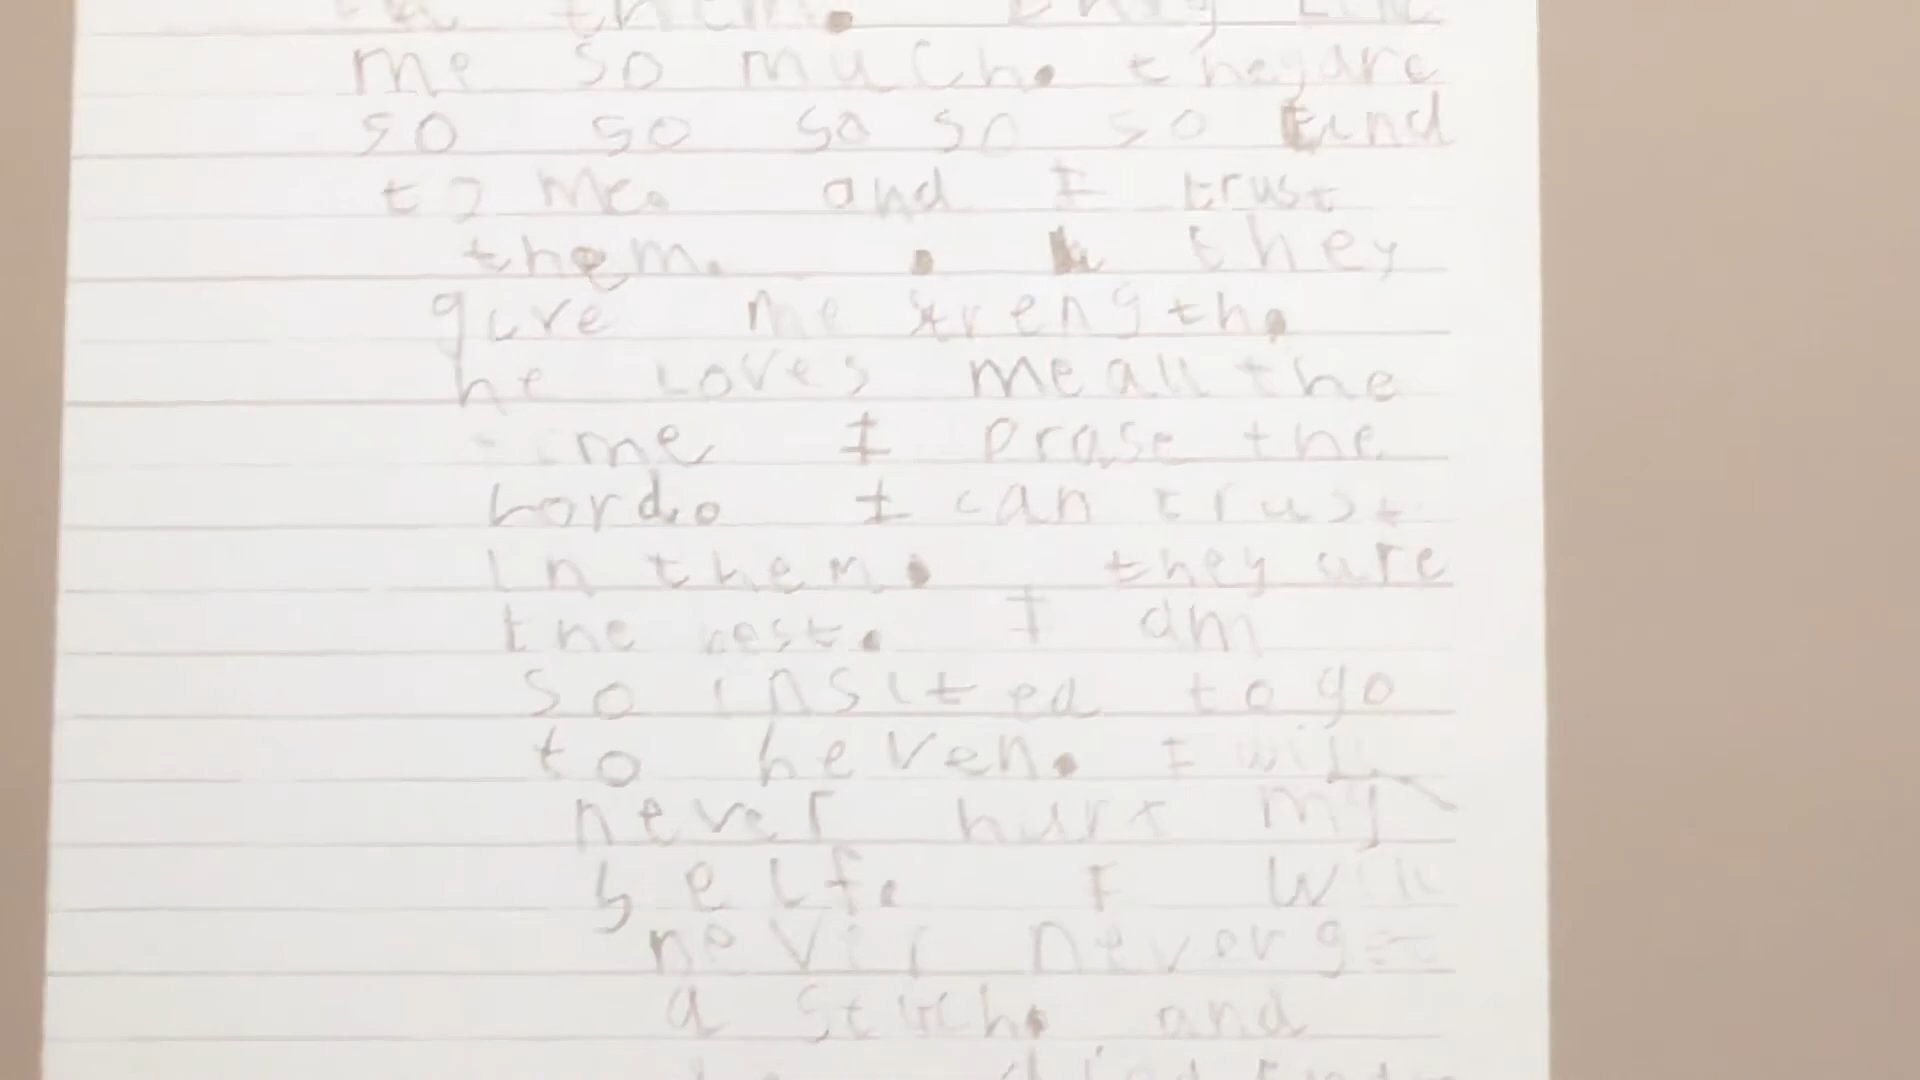 them.
me so much. they are
so so so so so kind
to me. and I trust
them. they
give me strength.
he Loves me all the
me I prase the
Lord. I can trust
in them. they are
the best. I am
so insited to go
to heven. I will
never hurt my
self. I will
never never get
a stich. and